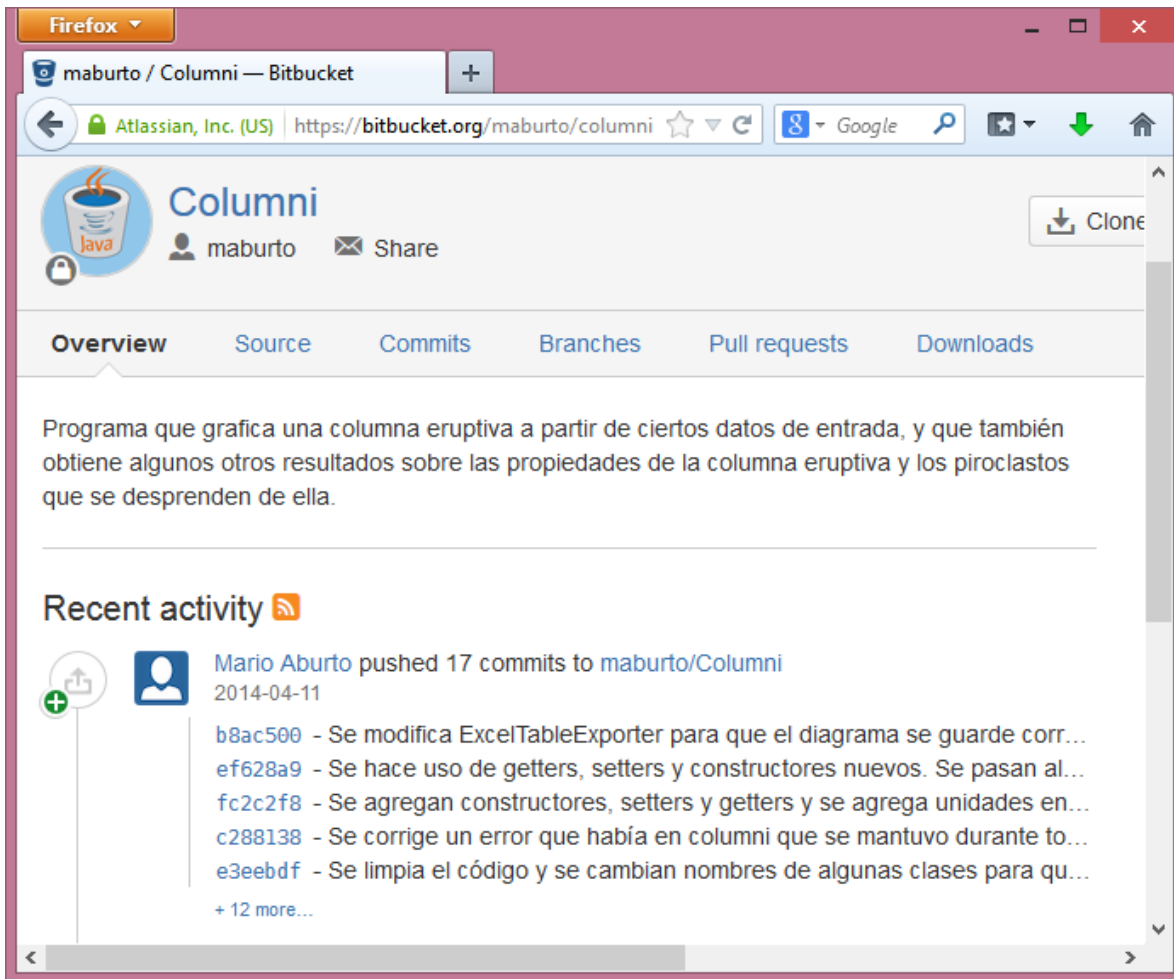 Firefox
maburto / Columni — Bitbucket
Atlassian, Inc. (US) https://bitbucket.org/maburto/columni Google
Java
Columni
maburto Share
Clone
Overview Source Commits Branches Pull requests Downloads
Programa que grafica una columna eruptiva a partir de ciertos datos de entrada, y que también
obtiene algunos otros resultados sobre las propiedades de la columna eruptiva y los piroclastos
que se desprenden de ella.
Recent activity
Mario Aburto pushed 17 commits to maburto/Columni
2014-04-11
b8ac500 - Se modifica ExcelTableExporter para que el diagrama se guarde corr…
ef628a9 - Se hace uso de getters, setters y constructores nuevos. Se pasan al…
fc2c2f8 - Se agregan constructores, setters y getters y se agrega unidades en…
c288138 - Se corrige un error que había en columni que se mantuvo durante to…
e3eebdf - Se limpia el código y se cambian nombres de algunas clases para qu…
+ 12 more…